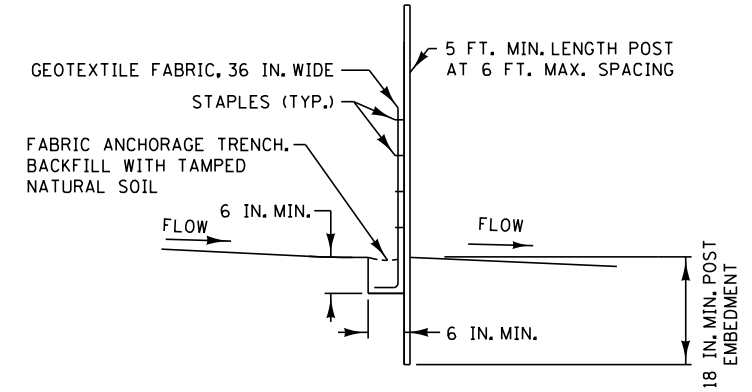 5 FT. MIN. LENGTH POST
AT 6 FT. MAX. SPACING
GEOTEXTILE FABRIC, 36 IN. WIDE
STAPLES (TYP.)
FABRIC ANCHORAGE TRENCH.
BACKFILL WITH TAMPED
NATURAL SOIL
6 IN. MIN.
FLOW
FLOW
6 IN. MIN.
18 IN. MIN. POST
EMBEDMENT